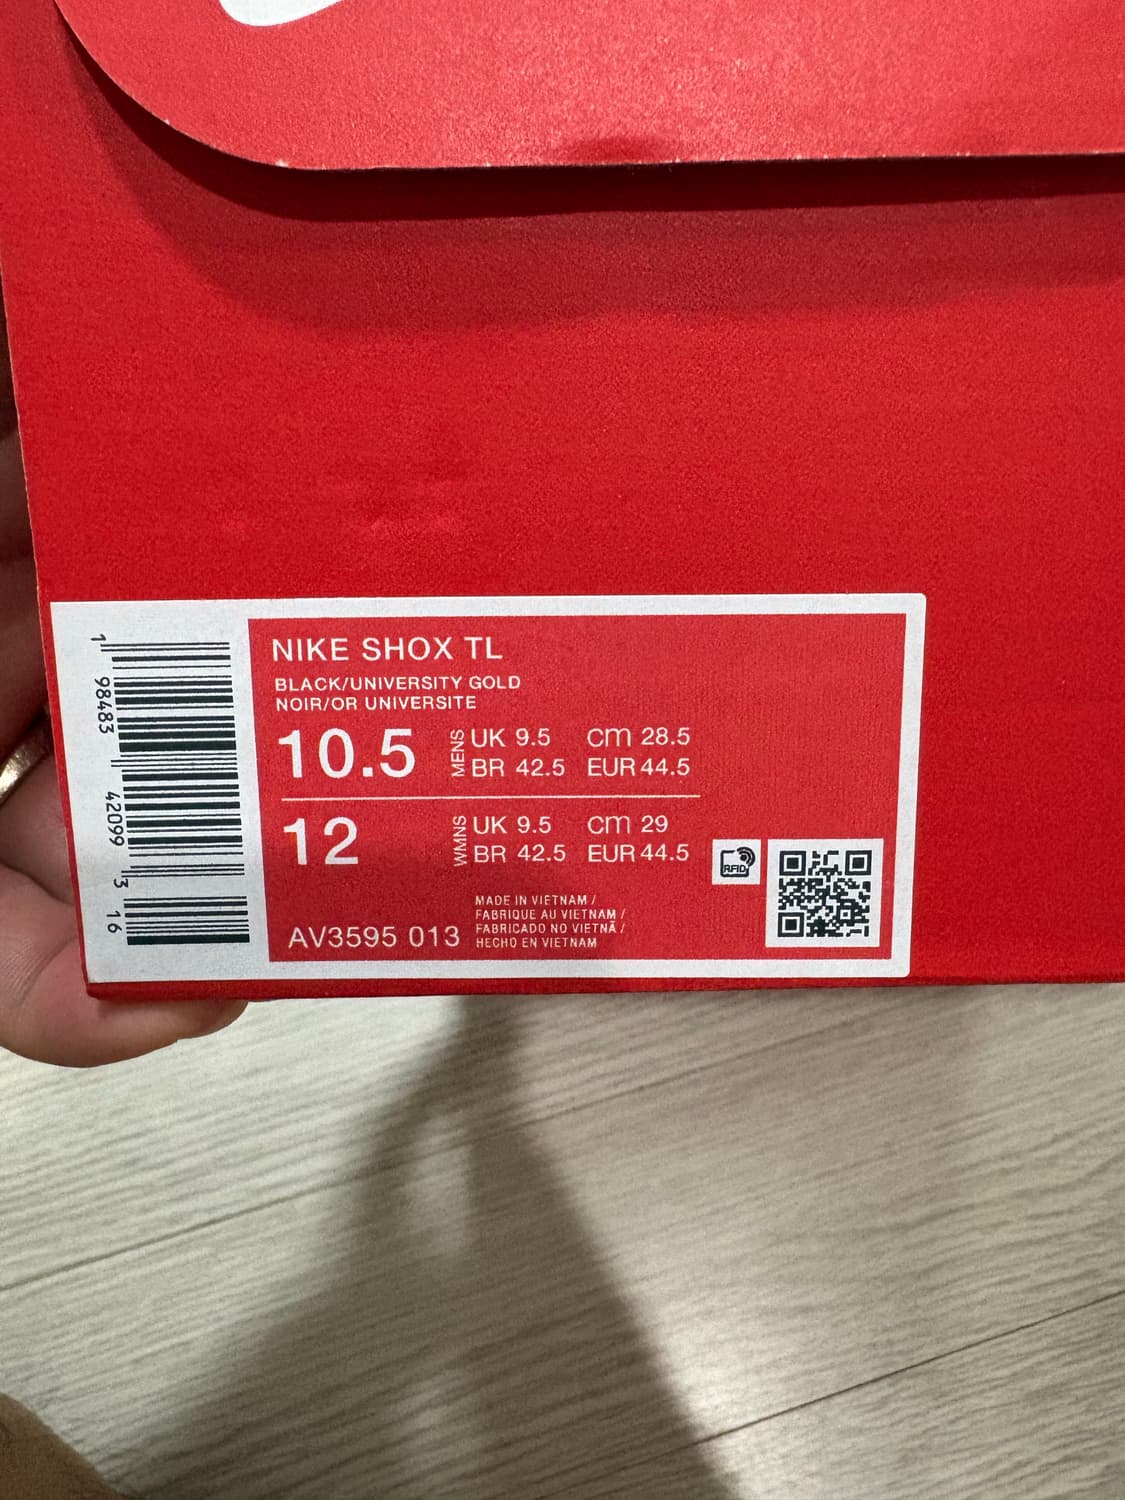 NIKE SHOX TL
BLACK/UNIVERSITY GOLD
NOIR/OR UNIVERSITE
10.5 MENS UK 9.5 cm 28.5
BR 42.5 EUR 44.5
12 WMNS UK 9.5 cm 29
BR 42.5 EUR 44.5
RFID
AV3595 013
MADE IN VIETNAM /
FABRIQUE AU VIETNAM /
FABRICADO NO VIETNÃ /
HECHO EN VIETNAM
1 98483 42099 3 16